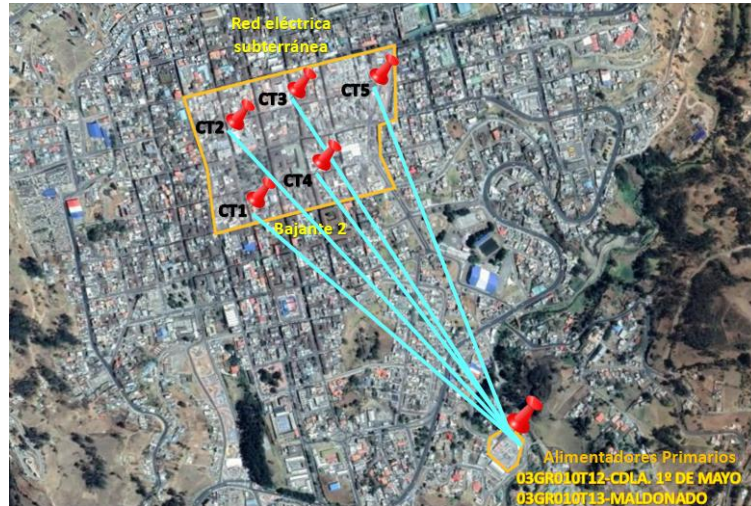 Red eléctrica
subterránea
CT5
CT3
CT2
CT4
CT1
Bajante 2
Alimentadores Primarios
03GR010T12-CDLA. 1º DE MAYO
03GR010T13-MALDONADO